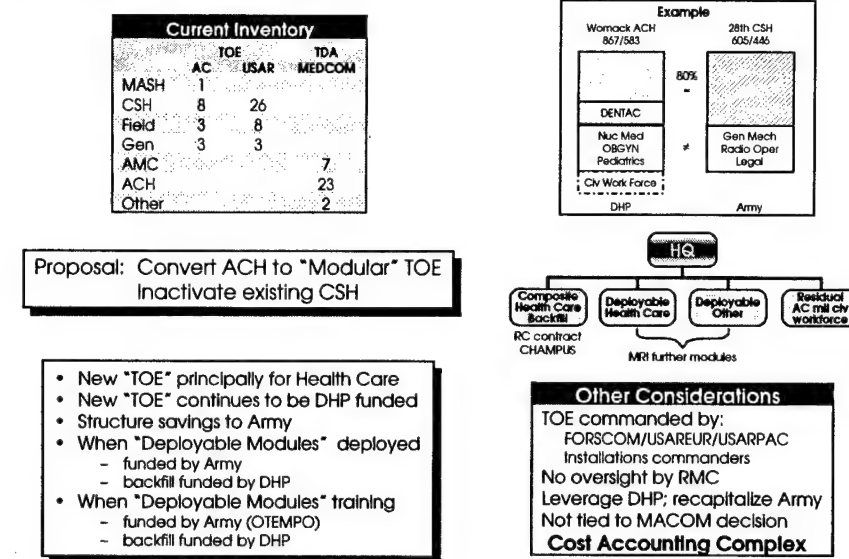 Current Inventory
TOE TDA
AC USAR MEDCOM
MASH 1
CSH 8 26
Field 3 8
Gen 3 3
AMC 7
ACH 23
Other 2
Proposal: Convert ACH to "Modular" TOE
Inactivate existing CSH
• New "TOE" principally for Health Care
• New "TOE" continues to be DHP funded
• Structure savings to Army
• When "Deployable Modules" deployed
- funded by Army
- backfill funded by DHP
• When "Deployable Modules" training
- funded by Army (OTEMPO)
- backfill funded by DHP
Example
Womack ACH 28th CSH
867/583 605/446
80%
=
DENTAC
Nuc Med Gen Mech
OBGYN ≠ Radio Oper
Pediatrics Legal
Civ Work Force
DHP Army
HQ
Composite Health Care Backfill
Deployable Health Care
Deployable Other
Residual AC mil civ workforce
RC contract
CHAMPUS
MRI further modules
Other Considerations
TOE commanded by:
FORSCOM/USAREUR/USARPAC
Installations commanders
No oversight by RMC
Leverage DHP; recapitalize Army
Not tied to MACOM decision
Cost Accounting Complex